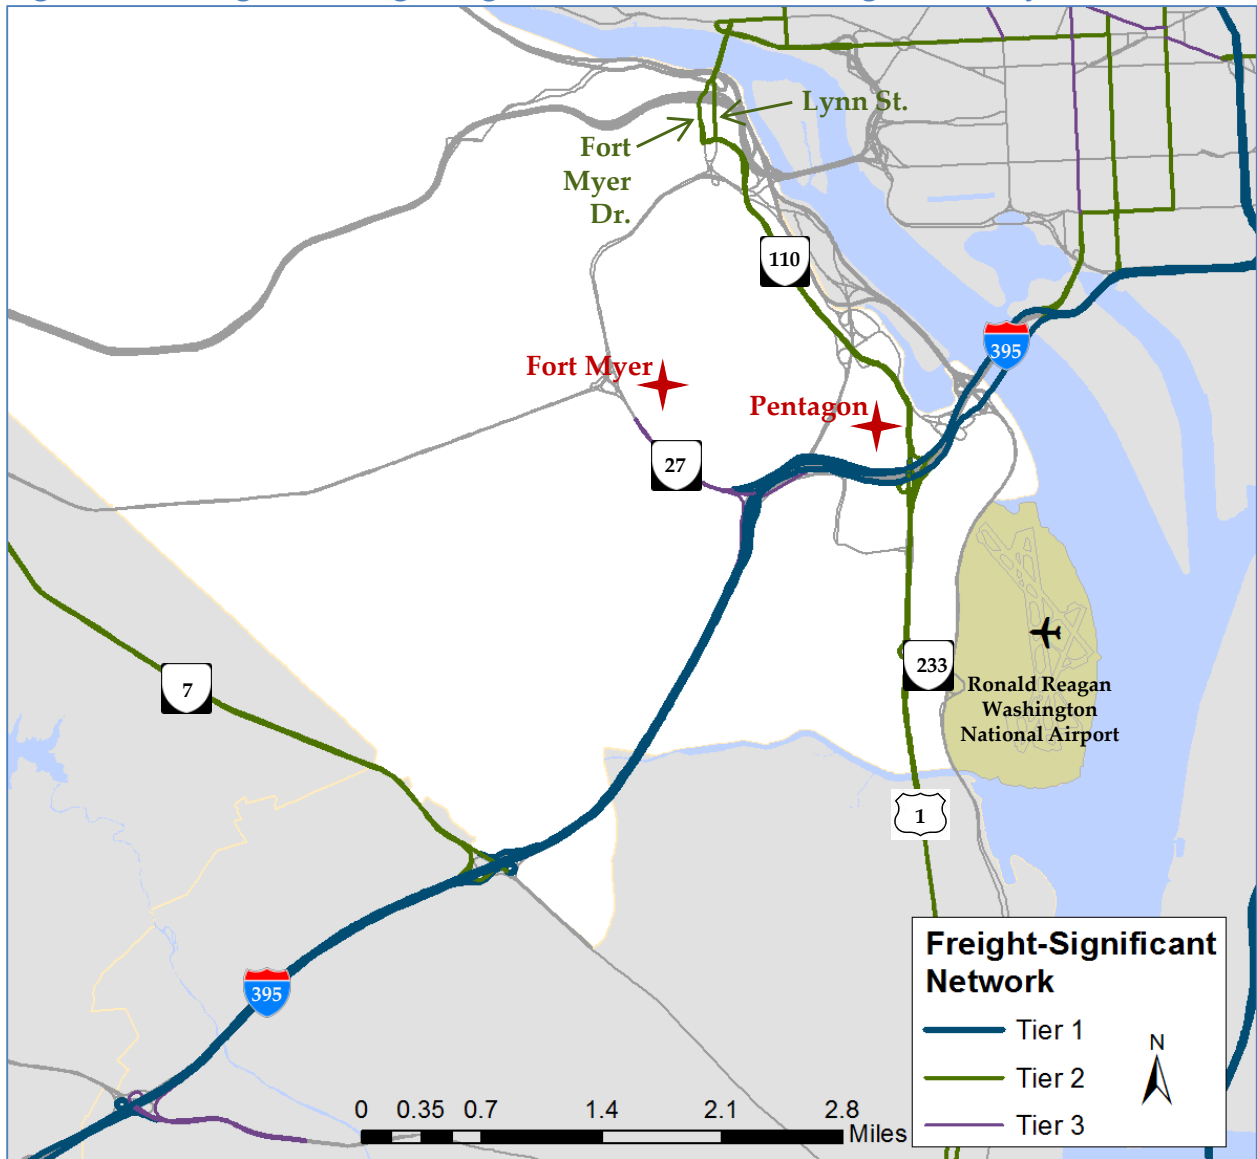 Lynn St.
Fort
Myer
Dr.
110
395
Fort Myer
Pentagon
27
7
233
Ronald Reagan
Washington
National Airport
1
395
Freight-Significant
Network
Tier 1
Tier 2
Tier 3
N
0 0.35 0.7 1.4 2.1 2.8
Miles